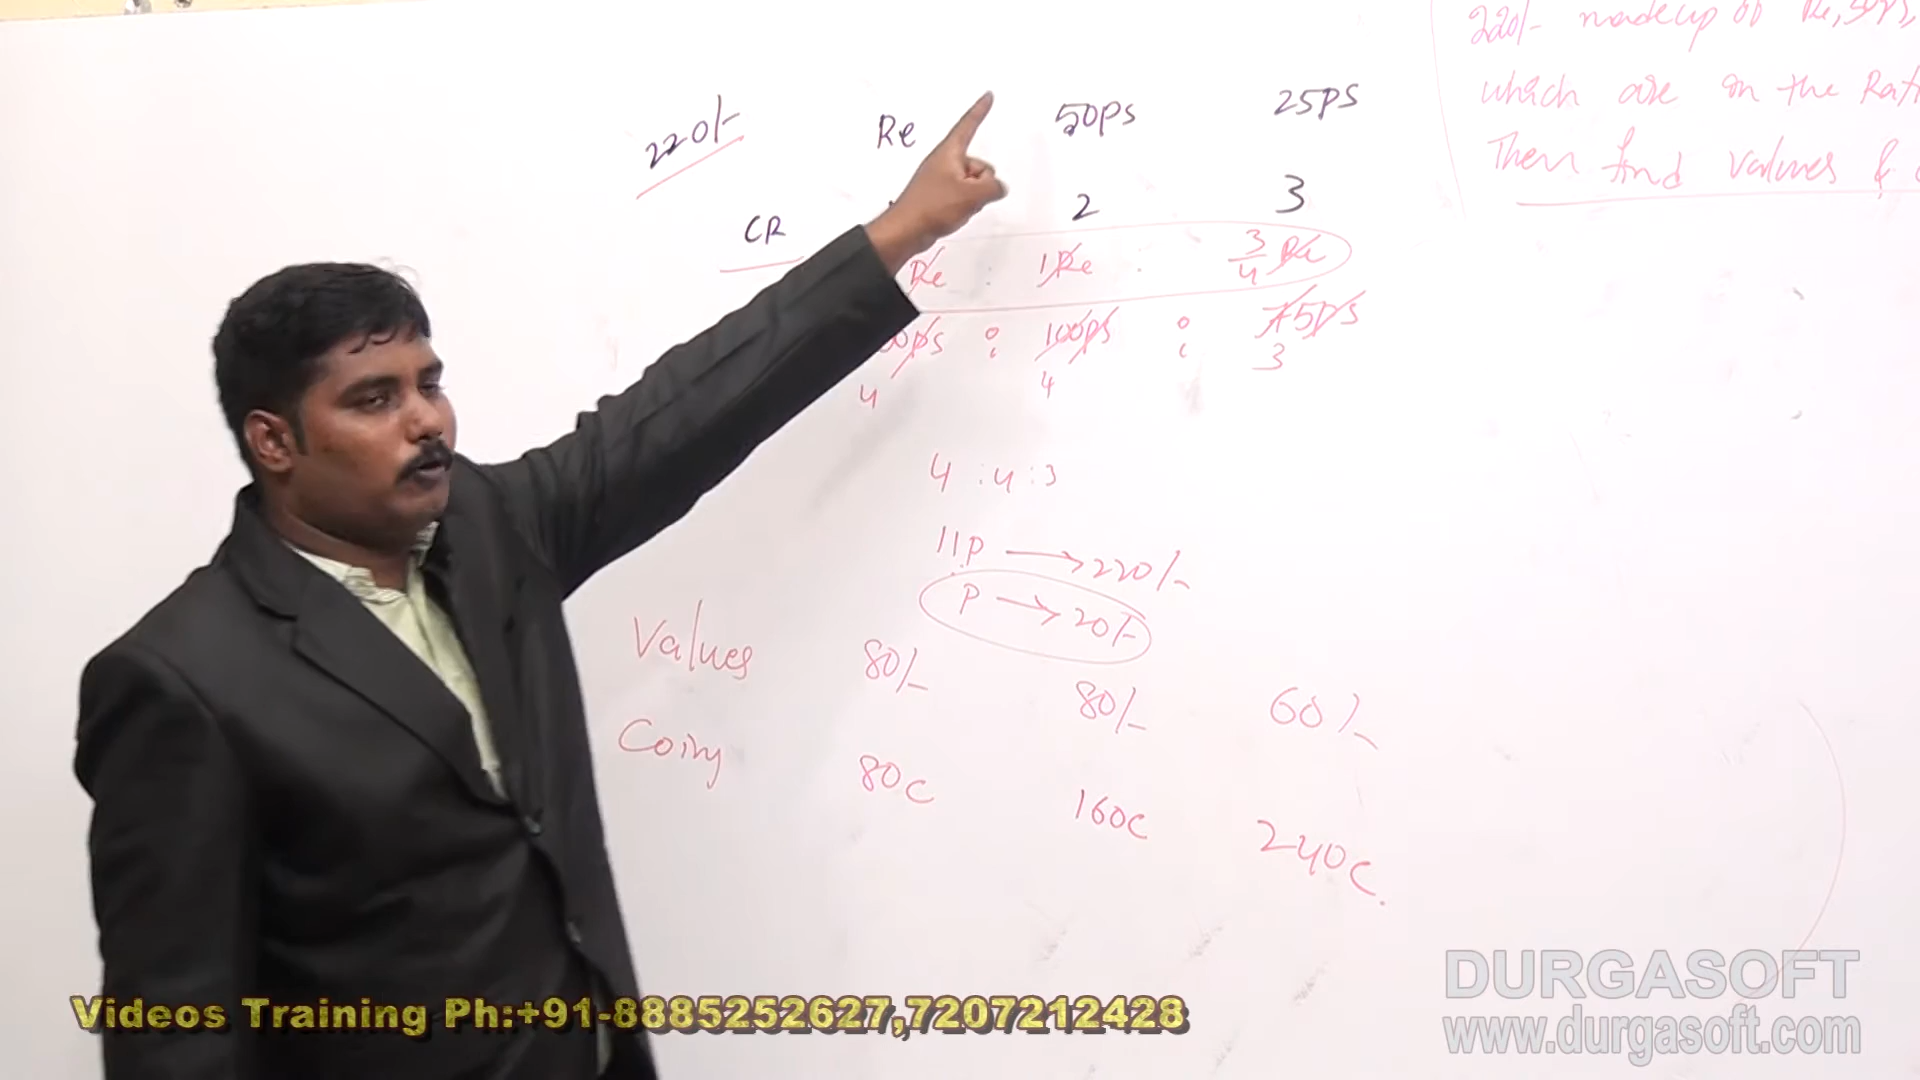 220/- madeup of Re, 50ps,
which are in the Rati
Then find values &
220/- Re 50ps 25ps
CR 2 3
Re : 1Re : 3/4 Re
00ps : 100ps : 75ps
4 4 3
4 : 4 : 3
11p → 220/-
p → 20/-
Values 80/- 80/- 60/-
Coins 80c 160c 240c.
DURGASOFT
Videos Training Ph:+91-8885252627,7207212428
www.durgasoft.com